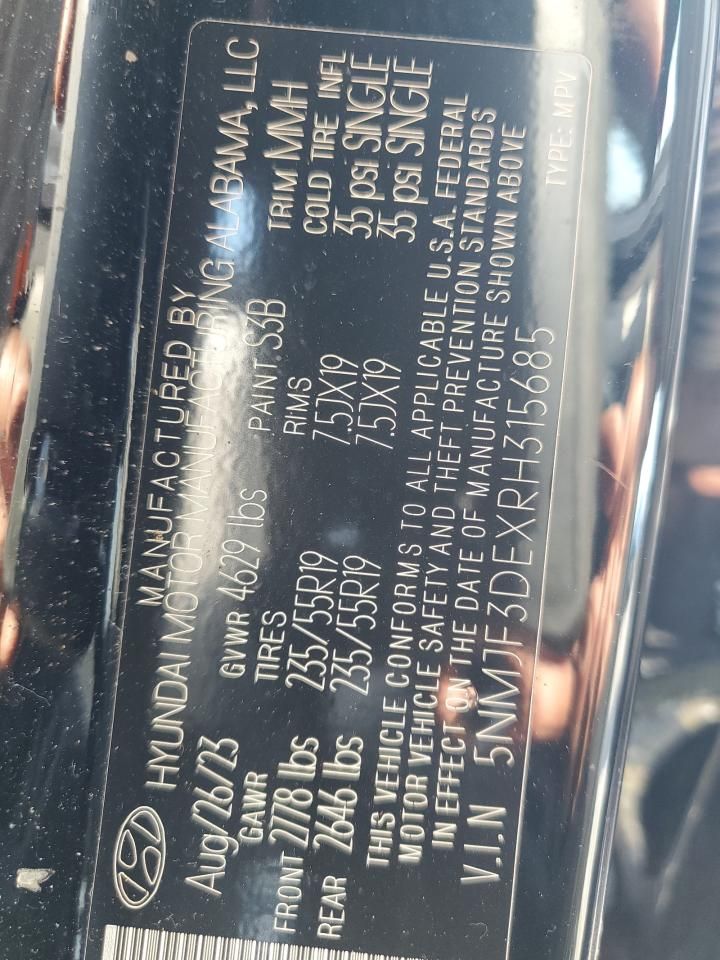 MANUFACTURED BY
HYUNDAI MOTOR MANUFACTURING ALABAMA, LLC
Aug/26/23 GVWR 4629 lbs PAINT: S3B TRIM MMH
GAWR TIRES RIMS COLD TIRE INFL
FRONT 2778 lbs 235/55R19 7.5JX19 35 psi SINGLE
REAR 2646 lbs 235/55R19 7.5JX19 35 psi SINGLE
THIS VEHICLE CONFORMS TO ALL APPLICABLE U.S.A. FEDERAL
MOTOR VEHICLE SAFETY AND THEFT PREVENTION STANDARDS
IN EFFECT ON THE DATE OF MANUFACTURE SHOWN ABOVE
V.I.N 5NMJF3DEXRH315685 TYPE: MPV